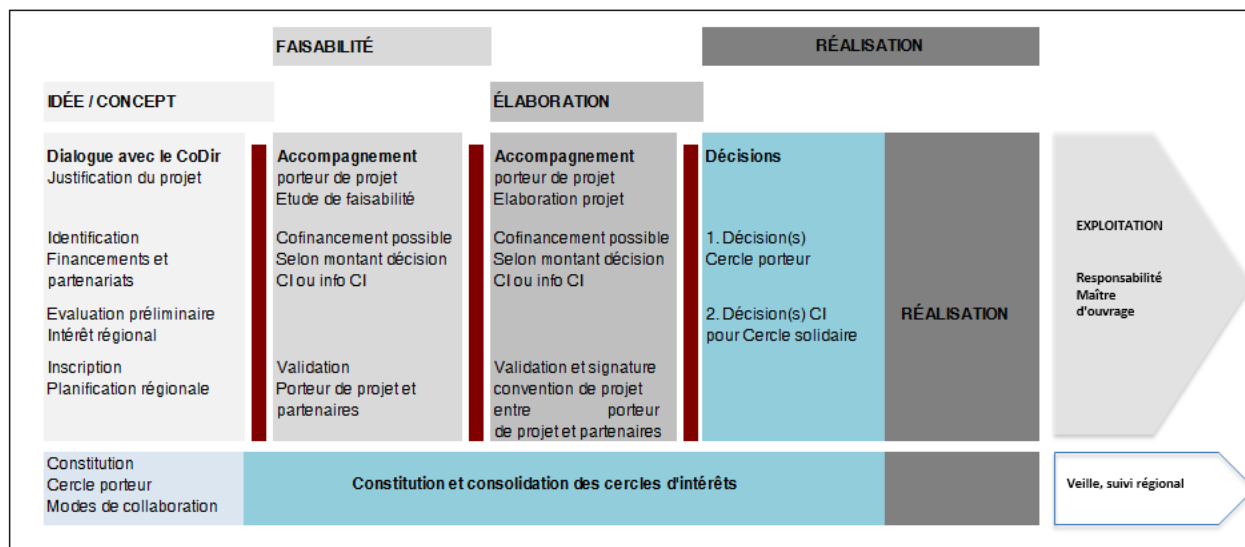 FAISABILITÉ
RÉALISATION
IDÉE / CONCEPT
ÉLABORATION
Dialogue avec le CoDir
Justification du projet
Identification
Financements et
partenariats
Evaluation préliminaire
Intérêt régional
Inscription
Planification régionale
Accompagnement
porteur de projet
Etude de faisabilité
Cofinancement possible
Selon montant décision
CI ou info CI
Validation
Porteur de projet et
partenaires
Accompagnement
porteur de projet
Elaboration projet
Cofinancement possible
Selon montant décision
CI ou info CI
Validation et signature
convention de projet
entre porteur
de projet et partenaires
Décisions
1. Décision(s)
Cercle porteur
2. Décision(s) CI
pour Cercle solidaire
RÉALISATION
EXPLOITATION
Responsabilité
Maître
d'ouvrage
Constitution
Cercle porteur
Modes de collaboration
Constitution et consolidation des cercles d'intérêts
Veille, suivi régional